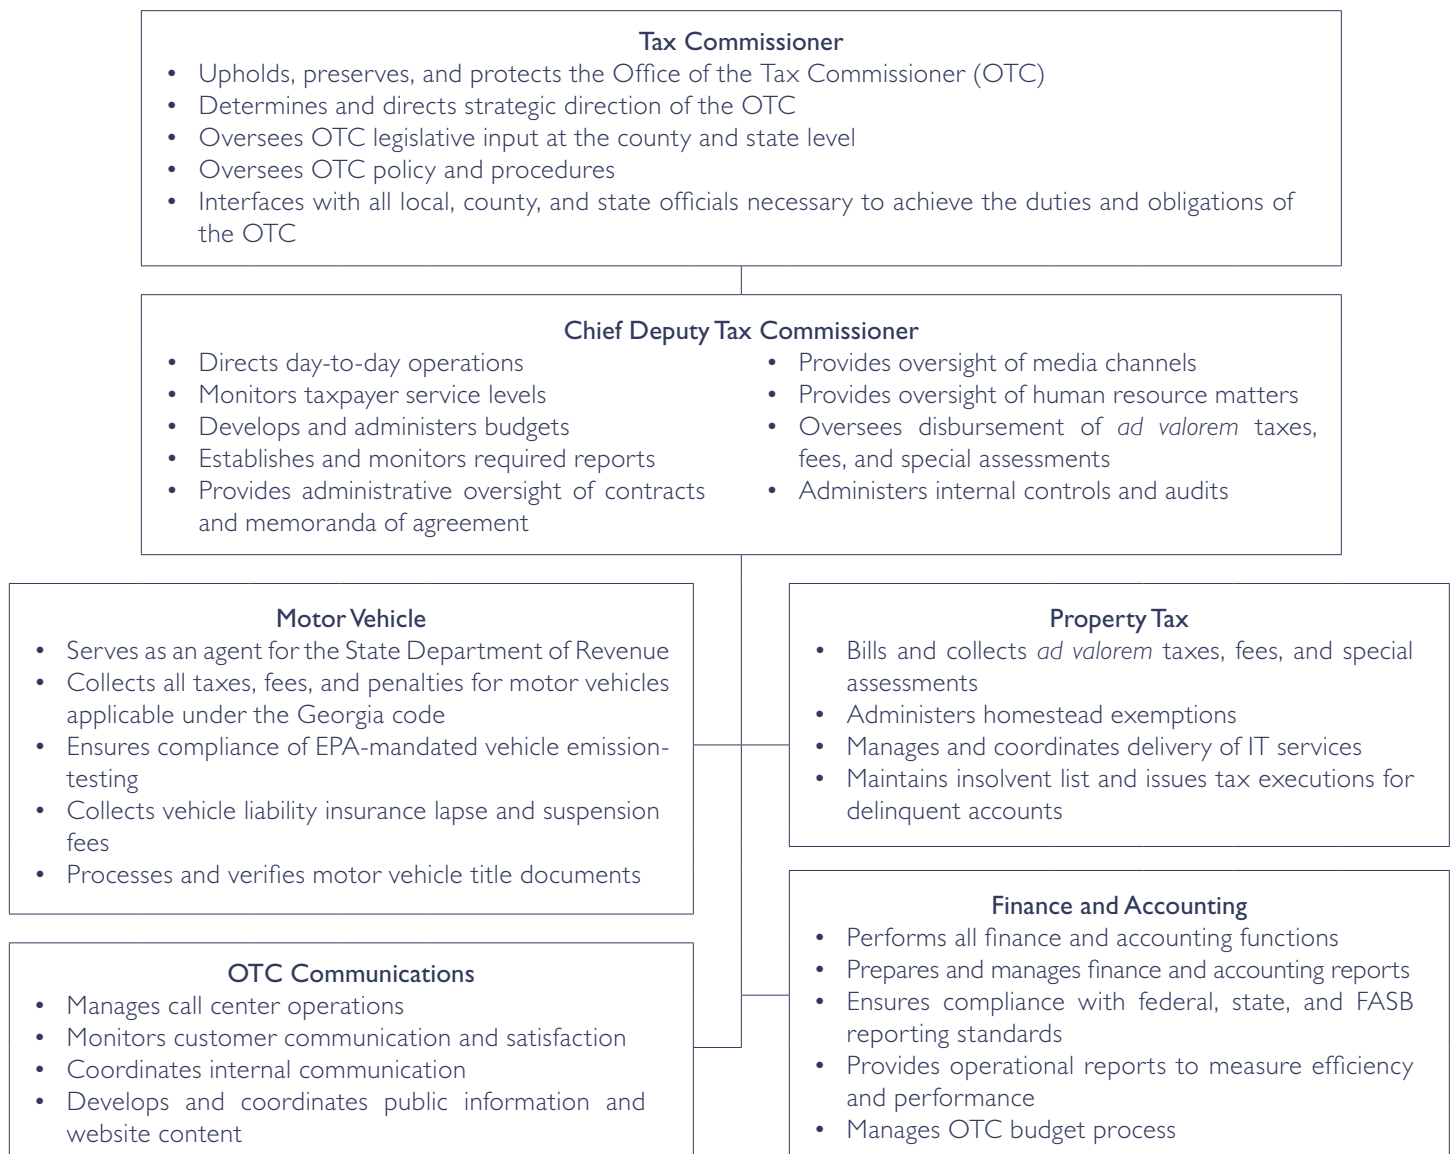 Tax Commissioner
• Upholds, preserves, and protects the Office of the Tax Commissioner (OTC)
• Determines and directs strategic direction of the OTC
• Oversees OTC legislative input at the county and state level
• Oversees OTC policy and procedures
• Interfaces with all local, county, and state officials necessary to achieve the duties and obligations of
the OTC
Chief Deputy Tax Commissioner
• Directs day-to-day operations
• Monitors taxpayer service levels
• Develops and administers budgets
• Establishes and monitors required reports
• Provides administrative oversight of contracts
and memoranda of agreement
• Provides oversight of media channels
• Provides oversight of human resource matters
• Oversees disbursement of ad valorem taxes,
fees, and special assessments
• Administers internal controls and audits
Motor Vehicle
• Serves as an agent for the State Department of Revenue
• Collects all taxes, fees, and penalties for motor vehicles
applicable under the Georgia code
• Ensures compliance of EPA-mandated vehicle emission-
testing
• Collects vehicle liability insurance lapse and suspension
fees
• Processes and verifies motor vehicle title documents
Property Tax
• Bills and collects ad valorem taxes, fees, and special
assessments
• Administers homestead exemptions
• Manages and coordinates delivery of IT services
• Maintains insolvent list and issues tax executions for
delinquent accounts
OTC Communications
• Manages call center operations
• Monitors customer communication and satisfaction
• Coordinates internal communication
• Develops and coordinates public information and
website content
Finance and Accounting
• Performs all finance and accounting functions
• Prepares and manages finance and accounting reports
• Ensures compliance with federal, state, and FASB
reporting standards
• Provides operational reports to measure efficiency
and performance
• Manages OTC budget process